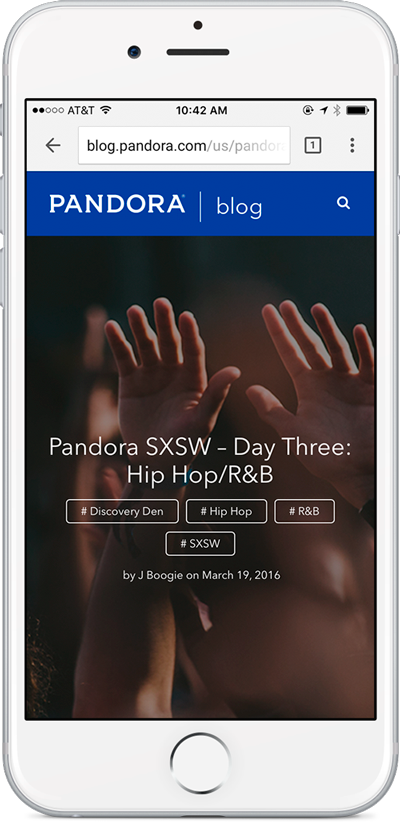 AT&T 10:42 AM
blog.pandora.com/us/pandor
1
PANDORA® | blog
Pandora SXSW – Day Three:
Hip Hop/R&B
# Discovery Den # Hip Hop # R&B
# SXSW
by J Boogie on March 19, 2016